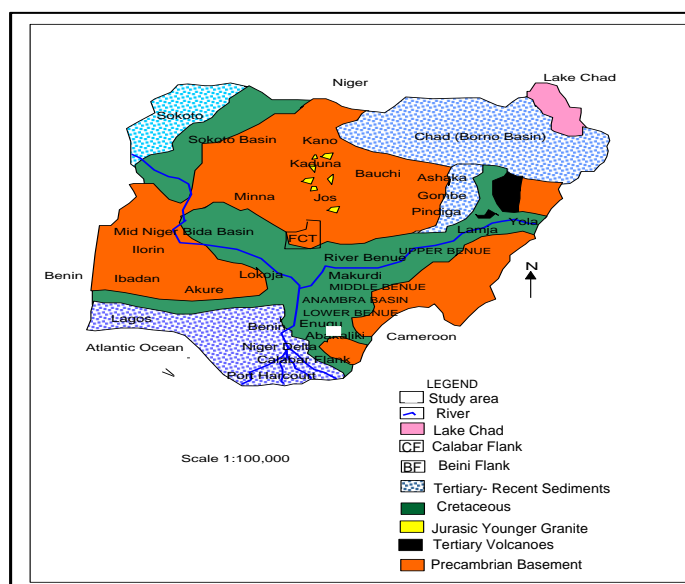 Lake Chad
Niger
Sokoto
Sokoto Basin
Kano
Chad (Borno Basin)
Kaduna
Bauchi
Ashaka
Minna
Jos
Gombe
Pindiga
Yola
Mid Niger Bida Basin
FCT
Lamja
Ilorin
River Benue
UPPER BENUE
N
Benin
Ibadan
Lokoja
Makurdi
Akure
MIDDLE BENUE
ANAMBRA BASIN
LOWER BENUE
Lagos
Benin
Enugu
Abakaliki
Cameroon
Atlantic Ocean
Niger Delta
Calabar Flank
Port Harcourt
LEGEND
Study area
River
Lake Chad
CF Calabar Flank
BF Beini Flank
Scale 1:100,000
Tertiary- Recent Sediments
Cretaceous
Jurasic Younger Granite
Tertiary Volcanoes
Precambrian Basement